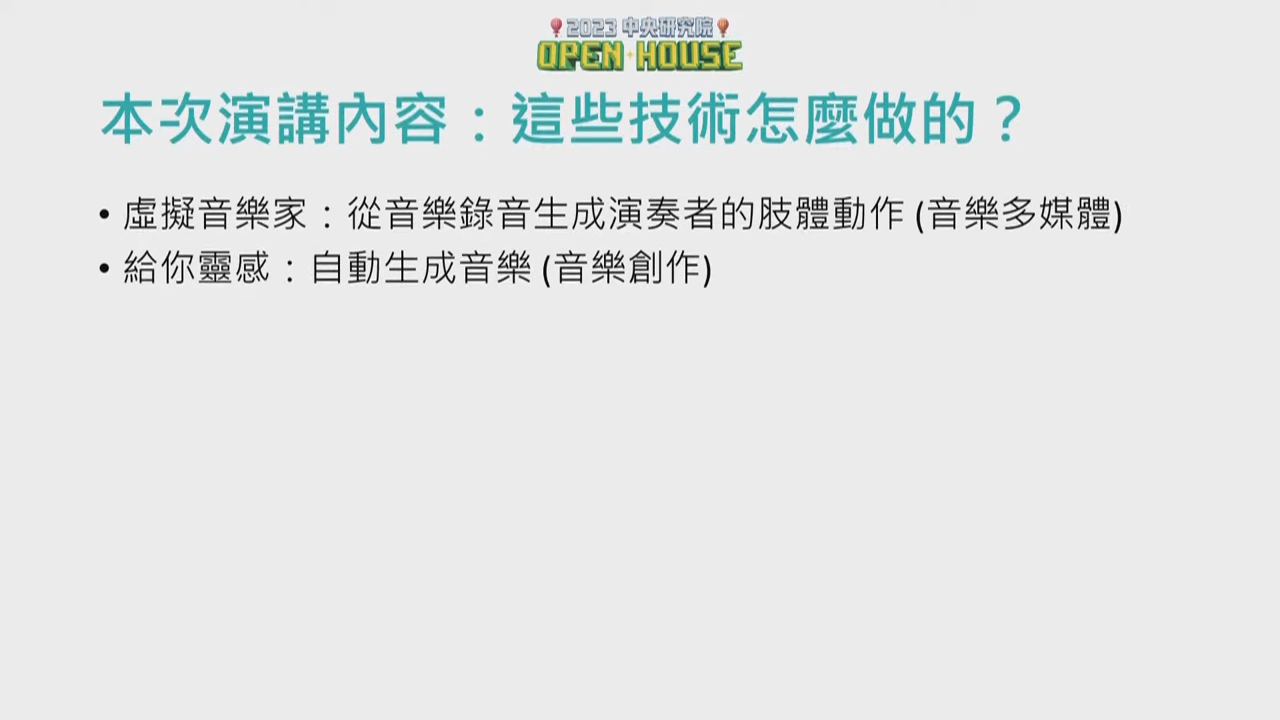 2023 中央研究院
OPEN HOUSE
本次演講內容：這些技術怎麼做的？
• 虛擬音樂家：從音樂錄音生成演奏者的肢體動作 (音樂多媒體)
• 給你靈感：自動生成音樂 (音樂創作)